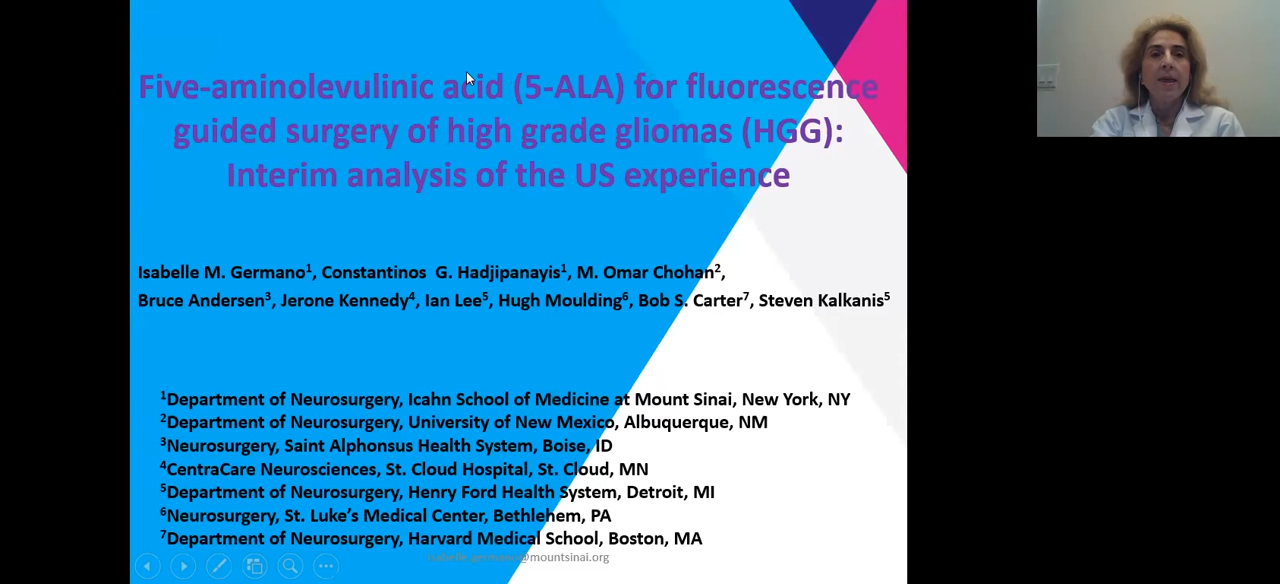 Five-aminolevulinic acid (5-ALA) for fluorescence
guided surgery of high grade gliomas (HGG):
Interim analysis of the US experience
Isabelle M. Germano¹, Constantinos G. Hadjipanayis¹, M. Omar Chohan²,
Bruce Andersen³, Jerone Kennedy⁴, Ian Lee⁵, Hugh Moulding⁶, Bob S. Carter⁷, Steven Kalkanis⁵
¹Department of Neurosurgery, Icahn School of Medicine at Mount Sinai, New York, NY
²Department of Neurosurgery, University of New Mexico, Albuquerque, NM
³Neurosurgery, Saint Alphonsus Health System, Boise, ID
⁴CentraCare Neurosciences, St. Cloud Hospital, St. Cloud, MN
⁵Department of Neurosurgery, Henry Ford Health System, Detroit, MI
⁶Neurosurgery, St. Luke’s Medical Center, Bethlehem, PA
⁷Department of Neurosurgery, Harvard Medical School, Boston, MA
isabelle.germano@mountsinai.org